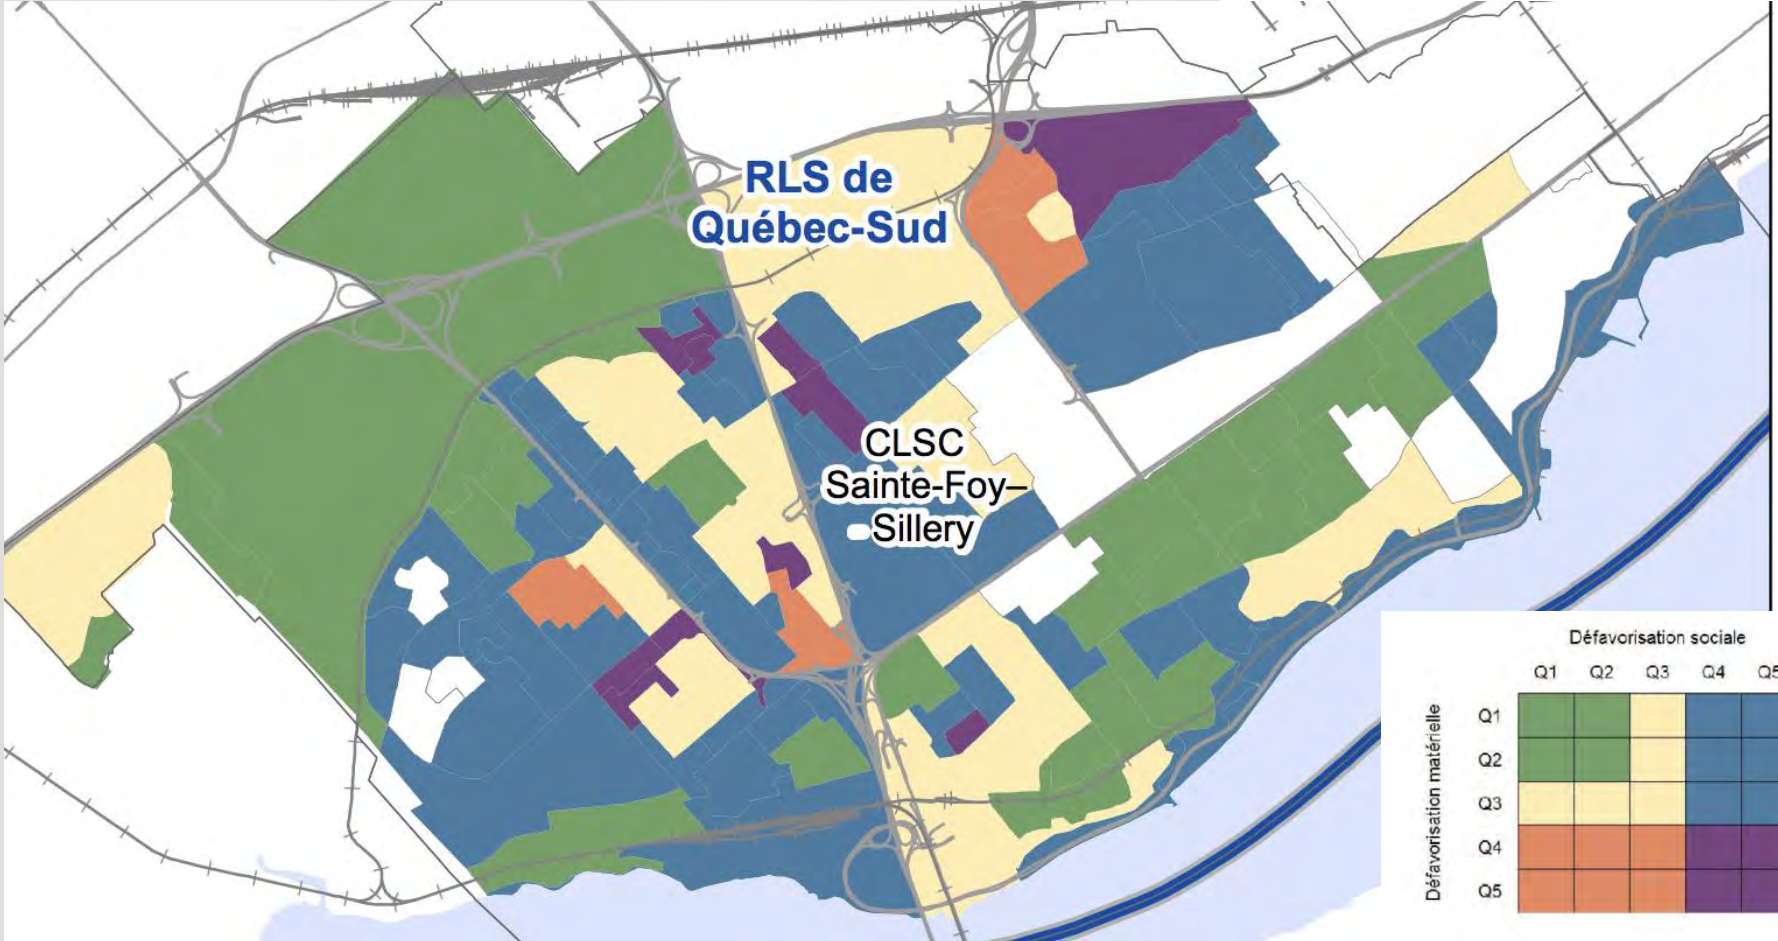 RLS de
Québec-Sud
CLSC
Sainte-Foy–
Sillery
Défavorisation sociale
Q1 Q2 Q3 Q4 Q5
Défavorisation matérielle
Q1
Q2
Q3
Q4
Q5